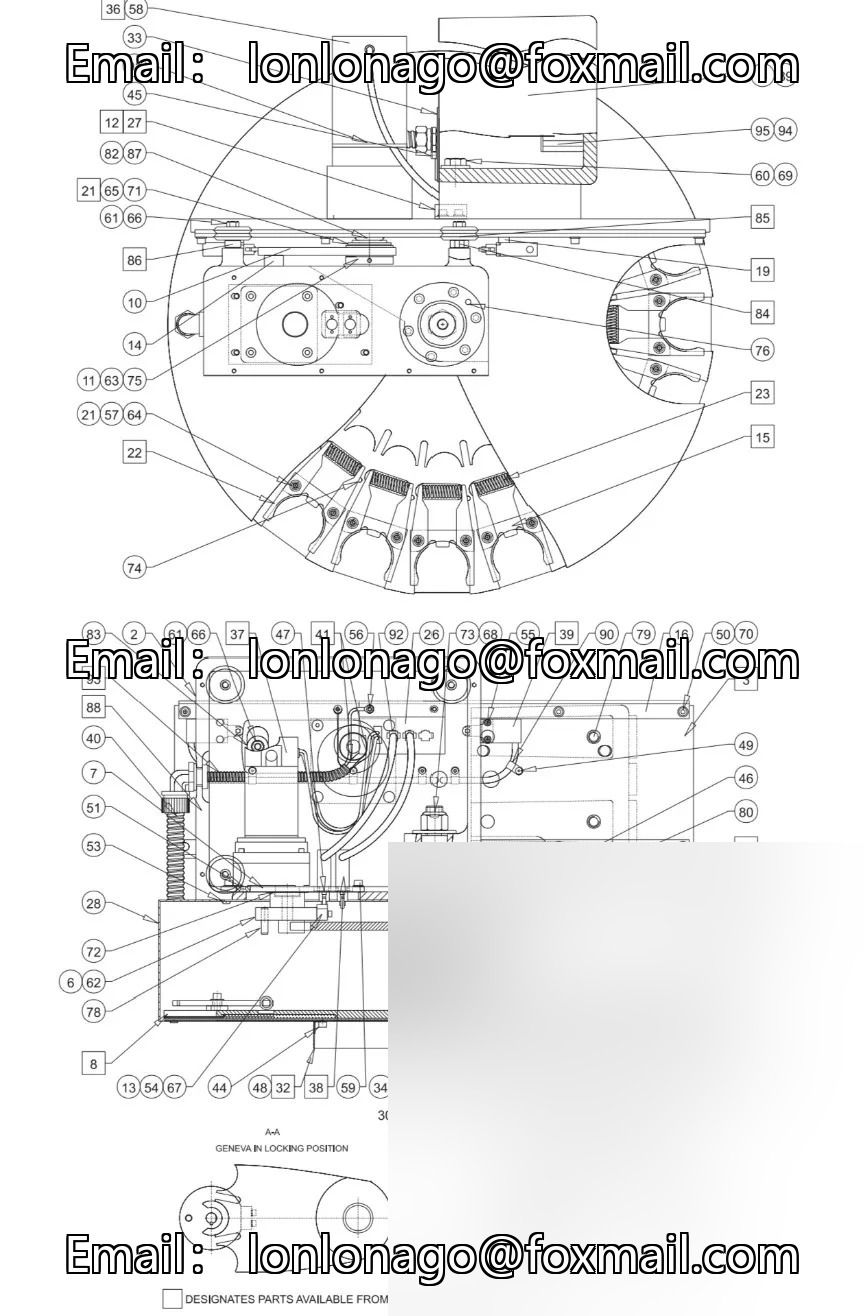 36 58
33
Email: lonlonago@foxmail.com
45
12 27
95 94
82 87
60 69
21 65 71
61 66
85
86
19
10
84
14
76
11 63 75
23
21 57 64
15
22
74
83 2 61 66 37 47 41 56 92 26 73 68 55 39 90 79 16 50 70
Email: lonlonago@foxmail.com
88
40
49
7
46
51
80
53
28
72
6 62
78
8
13 54 67 44 48 32 38 59 34
A-A
GENEVA IN LOCKING POSITION
Email: lonlonago@foxmail.com
DESIGNATES PARTS AVAILABLE FROM